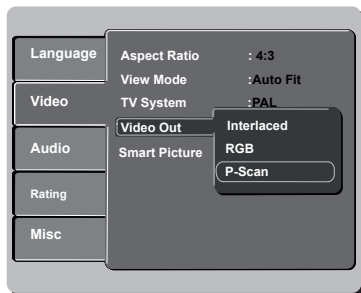 Language
Video
Audio
Rating
Misc
Aspect Ratio : 4:3
View Mode :Auto Fit
TV System :PAL
Video Out
Smart Picture
Interlaced
RGB
P-Scan